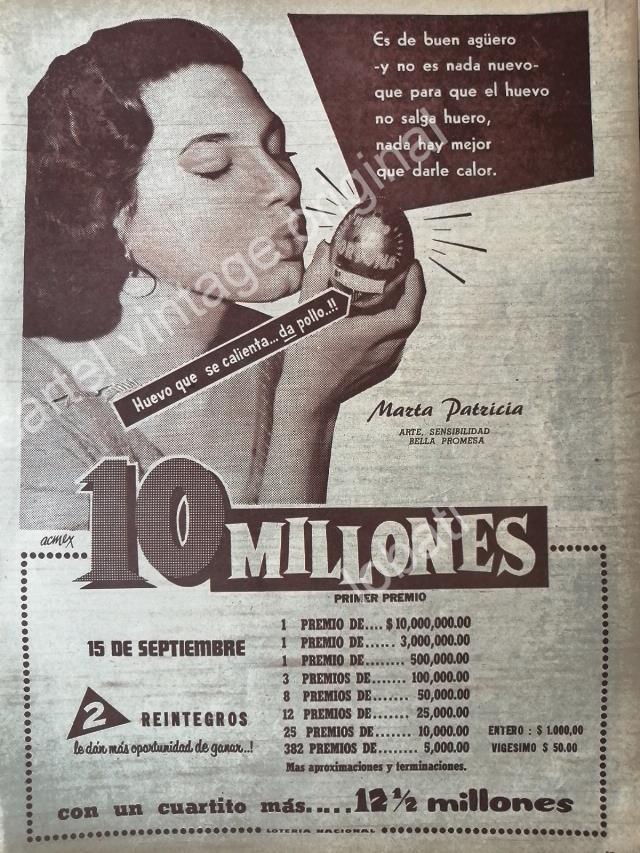 Es de buen agüero
-y no es nada nuevo-
que para que el huevo
no salga huero,
nada hay mejor
que darle calor.
Huevo que se calienta... da pollo..!!
Marta Patricia
ARTE, SENSIBILIDAD
BELLA PROMESA
acmex
10 MILLONES
PRIMER PREMIO
15 DE SEPTIEMBRE
1 PREMIO DE.... $ 10,000,000.00
1 PREMIO DE...... 3,000,000.00
1 PREMIO DE........ 500,000.00
3 PREMIOS DE....... 100,000.00
8 PREMIOS DE....... 50,000.00
12 PREMIOS DE....... 25,000.00
25 PREMIOS DE....... 10,000.00
382 PREMIOS DE........ 5,000.00
Mas aproximaciones y terminaciones.
2 REINTEGROS
le dán más oportunidad de ganar..!
ENTERO : $ 1.000,00
VIGESIMO $ 50.00
con un cuartito más..... 12 ½ millones
LOTERIA NACIONAL
cartel vintage original